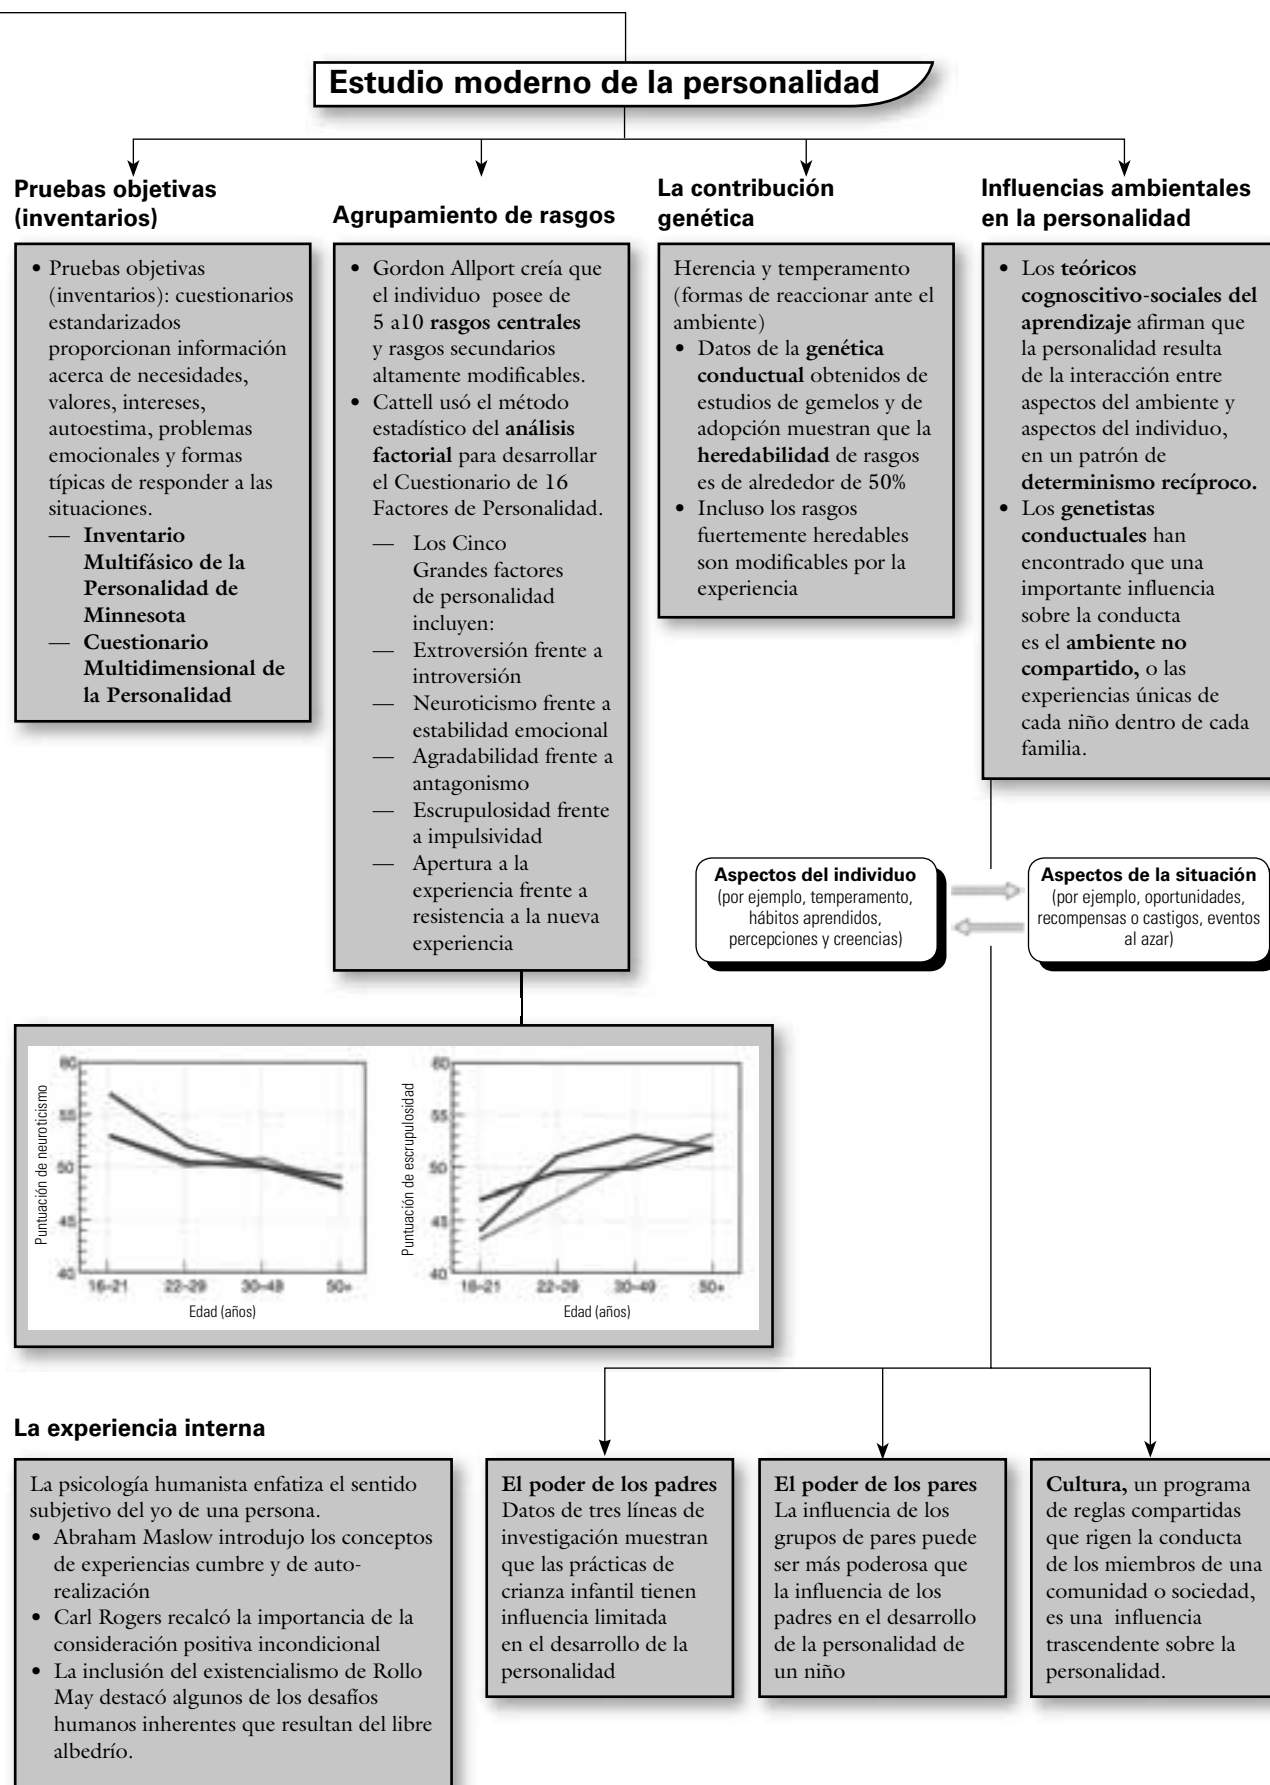 Estudio moderno de la personalidad
Pruebas objetivas
(inventarios)
• Pruebas objetivas
(inventarios): cuestionarios
estandarizados
proporcionan información
acerca de necesidades,
valores, intereses,
autoestima, problemas
emocionales y formas
típicas de responder a las
situaciones.
— Inventario
Multifásico de la
Personalidad de
Minnesota
— Cuestionario
Multidimensional de
la Personalidad
Agrupamiento de rasgos
• Gordon Allport creía que
el individuo posee de
5 a10 rasgos centrales
y rasgos secundarios
altamente modificables.
• Cattell usó el método
estadístico del análisis
factorial para desarrollar
el Cuestionario de 16
Factores de Personalidad.
— Los Cinco
Grandes factores
de personalidad
incluyen:
— Extroversión frente a
introversión
— Neuroticismo frente a
estabilidad emocional
— Agradabilidad frente a
antagonismo
— Escrupulosidad frente
a impulsividad
— Apertura a la
experiencia frente a
resistencia a la nueva
experiencia
La contribución
genética
Herencia y temperamento
(formas de reaccionar ante el
ambiente)
• Datos de la genética
conductual obtenidos de
estudios de gemelos y de
adopción muestran que la
heredabilidad de rasgos
es de alrededor de 50%
• Incluso los rasgos
fuertemente heredables
son modificables por la
experiencia
Influencias ambientales
en la personalidad
• Los teóricos
cognoscitivo-sociales del
aprendizaje afirman que
la personalidad resulta
de la interacción entre
aspectos del ambiente y
aspectos del individuo,
en un patrón de
determinismo recíproco.
• Los genetistas
conductuales han
encontrado que una
importante influencia
sobre la conducta
es el ambiente no
compartido, o las
experiencias únicas de
cada niño dentro de cada
familia.
Aspectos del individuo
(por ejemplo, temperamento,
hábitos aprendidos,
percepciones y creencias)
Aspectos de la situación
(por ejemplo, oportunidades,
recompensas o castigos, eventos
al azar)
Puntuación de neuroticismo
60
55
50
45
40
16–21 22–29 30–49 50+
Edad (años)
Puntuación de escrupulosidad
60
55
50
45
40
16–21 22–29 30–49 50+
Edad (años)
La experiencia interna
La psicología humanista enfatiza el sentido
subjetivo del yo de una persona.
• Abraham Maslow introdujo los conceptos
de experiencias cumbre y de auto-
realización
• Carl Rogers recalcó la importancia de la
consideración positiva incondicional
• La inclusión del existencialismo de Rollo
May destacó algunos de los desafíos
humanos inherentes que resultan del libre
albedrío.
El poder de los padres
Datos de tres líneas de
investigación muestran
que las prácticas de
crianza infantil tienen
influencia limitada
en el desarrollo de la
personalidad
El poder de los pares
La influencia de los
grupos de pares puede
ser más poderosa que
la influencia de los
padres en el desarrollo
de la personalidad de
un niño
Cultura, un programa
de reglas compartidas
que rigen la conducta
de los miembros de una
comunidad o sociedad,
es una influencia
trascendente sobre la
personalidad.